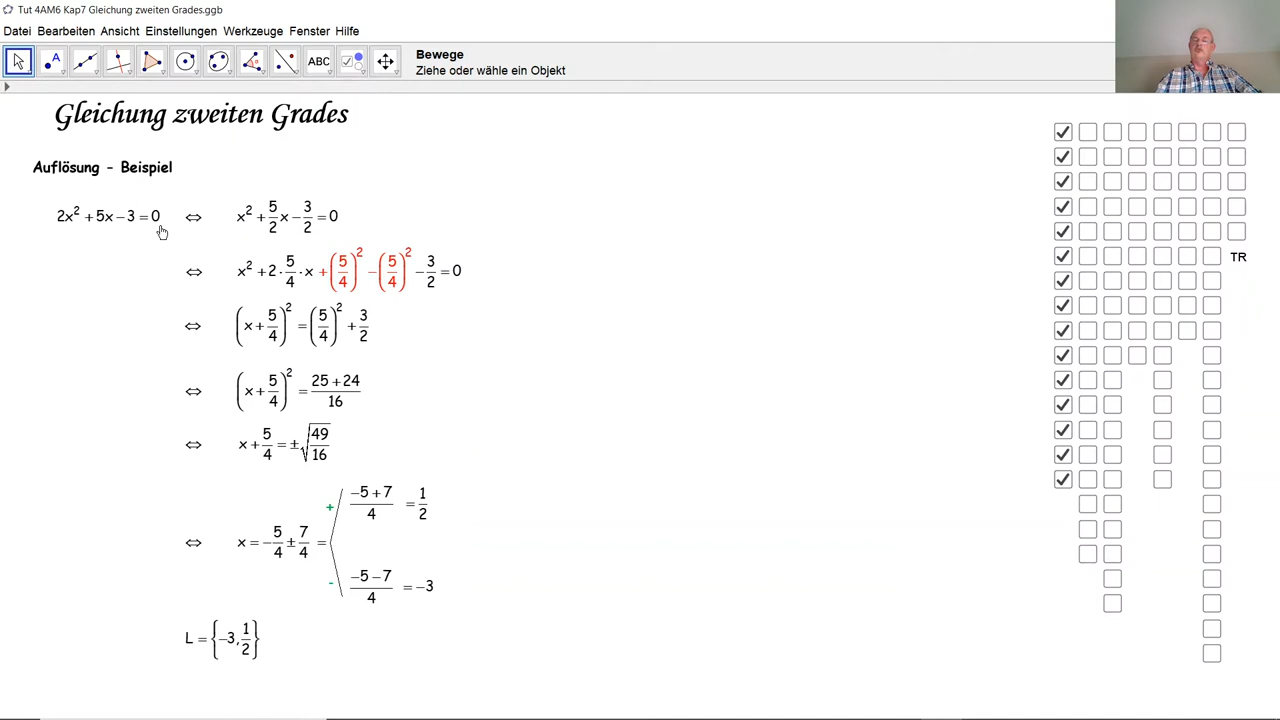 Tut 4AM6 Kap7 Gleichung zweiten Grades.ggb
Datei Bearbeiten Ansicht Einstellungen Werkzeuge Fenster Hilfe
A ABC
Bewege
Ziehe oder wähle ein Objekt
Gleichung zweiten Grades
Auflösung - Beispiel
2x² + 5x − 3 = 0 ⇔ x² + 5/2 x − 3/2 = 0
⇔ x² + 2 · 5/4 · x + (5/4)² − (5/4)² − 3/2 = 0
TR
⇔ (x + 5/4)² = (5/4)² + 3/2
⇔ (x + 5/4)² = (25 + 24)/16
⇔ x + 5/4 = ±√(49/16)
+ (−5 + 7)/4 = 1/2
⇔ x = −5/4 ± 7/4 =
- (−5 − 7)/4 = −3
L = {−3, 1/2}